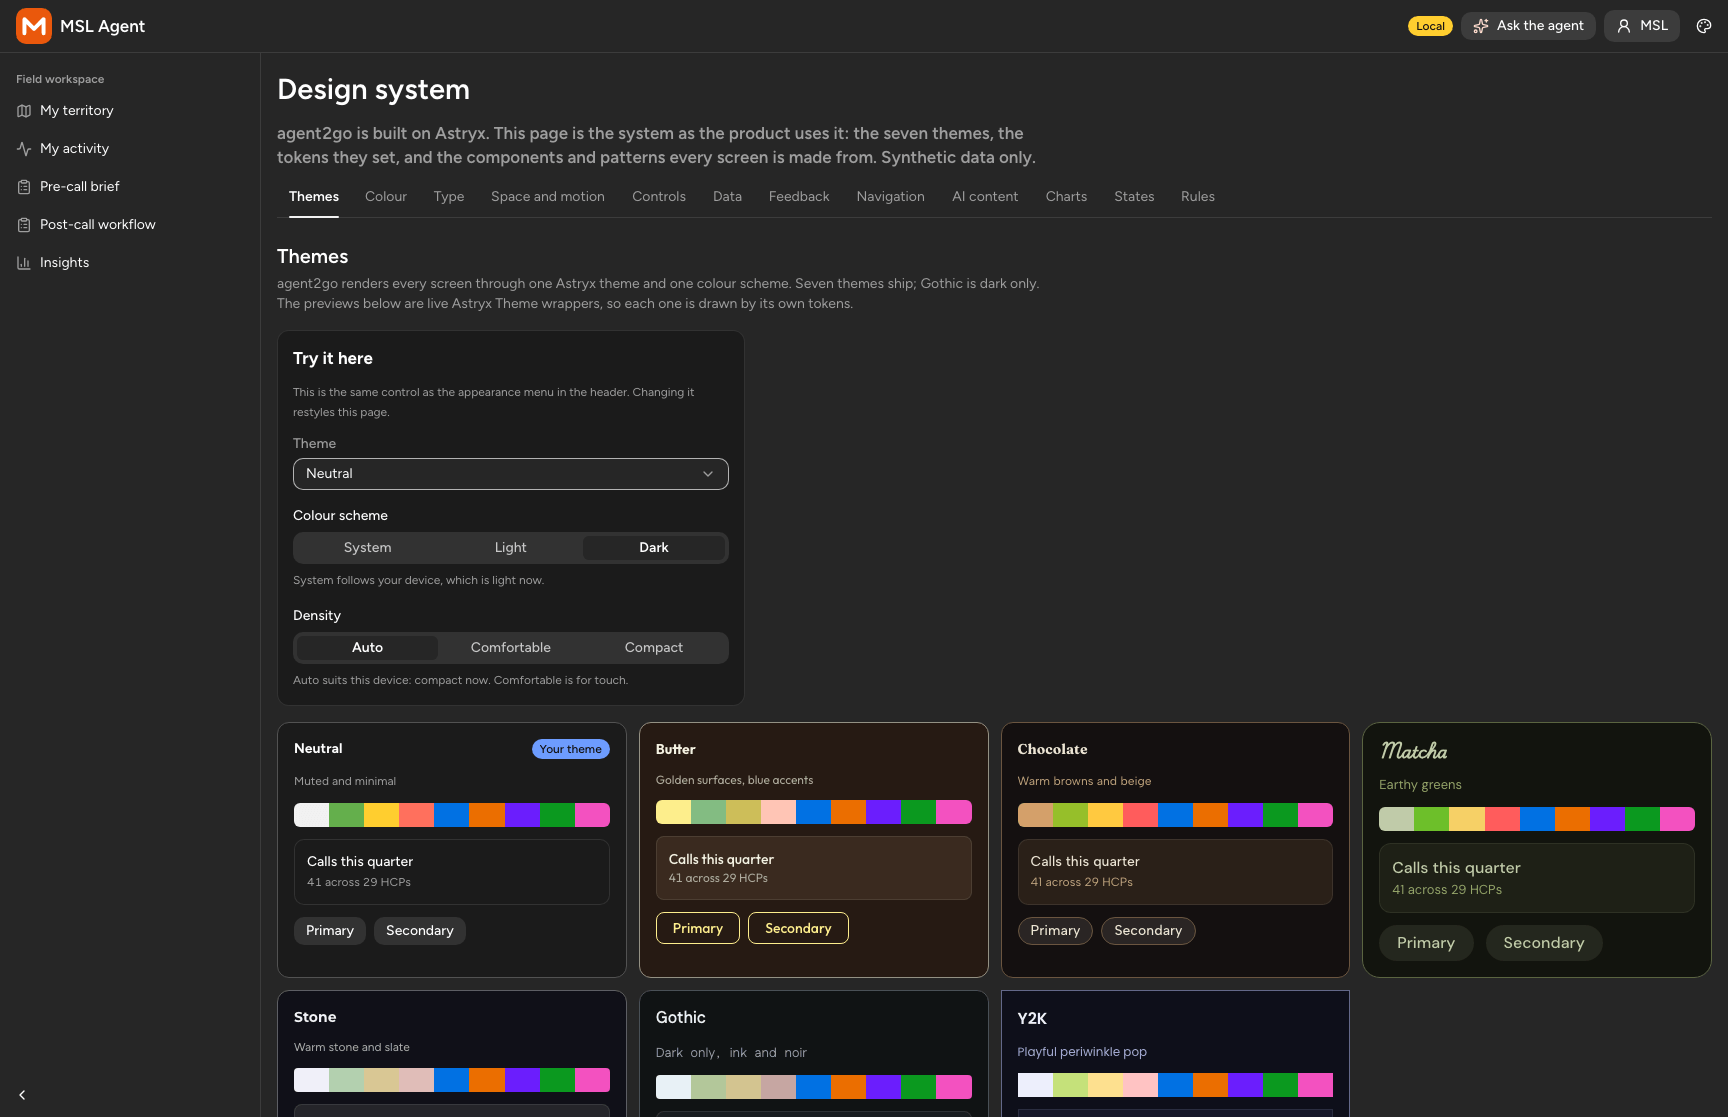 MSL Agent
Local
Ask the agent
MSL
Field workspace
My territory
My activity
Pre-call brief
Post-call workflow
Insights
Design system
agent2go is built on Astryx. This page is the system as the product uses it: the seven themes, the
tokens they set, and the components and patterns every screen is made from. Synthetic data only.
Themes
Colour
Type
Space and motion
Controls
Data
Feedback
Navigation
AI content
Charts
States
Rules
Themes
agent2go renders every screen through one Astryx theme and one colour scheme. Seven themes ship; Gothic is dark only.
The previews below are live Astryx Theme wrappers, so each one is drawn by its own tokens.
Try it here
This is the same control as the appearance menu in the header. Changing it
restyles this page.
Theme
Neutral
Colour scheme
System
Light
Dark
System follows your device, which is light now.
Density
Auto
Comfortable
Compact
Auto suits this device: compact now. Comfortable is for touch.
Neutral
Your theme
Muted and minimal
Calls this quarter
41 across 29 HCPs
Primary
Secondary
Butter
Golden surfaces, blue accents
Calls this quarter
41 across 29 HCPs
Primary
Secondary
Chocolate
Warm browns and beige
Calls this quarter
41 across 29 HCPs
Primary
Secondary
Matcha
Earthy greens
Calls this quarter
41 across 29 HCPs
Primary
Secondary
Stone
Warm stone and slate
Gothic
Dark only, ink and noir
Y2K
Playful periwinkle pop